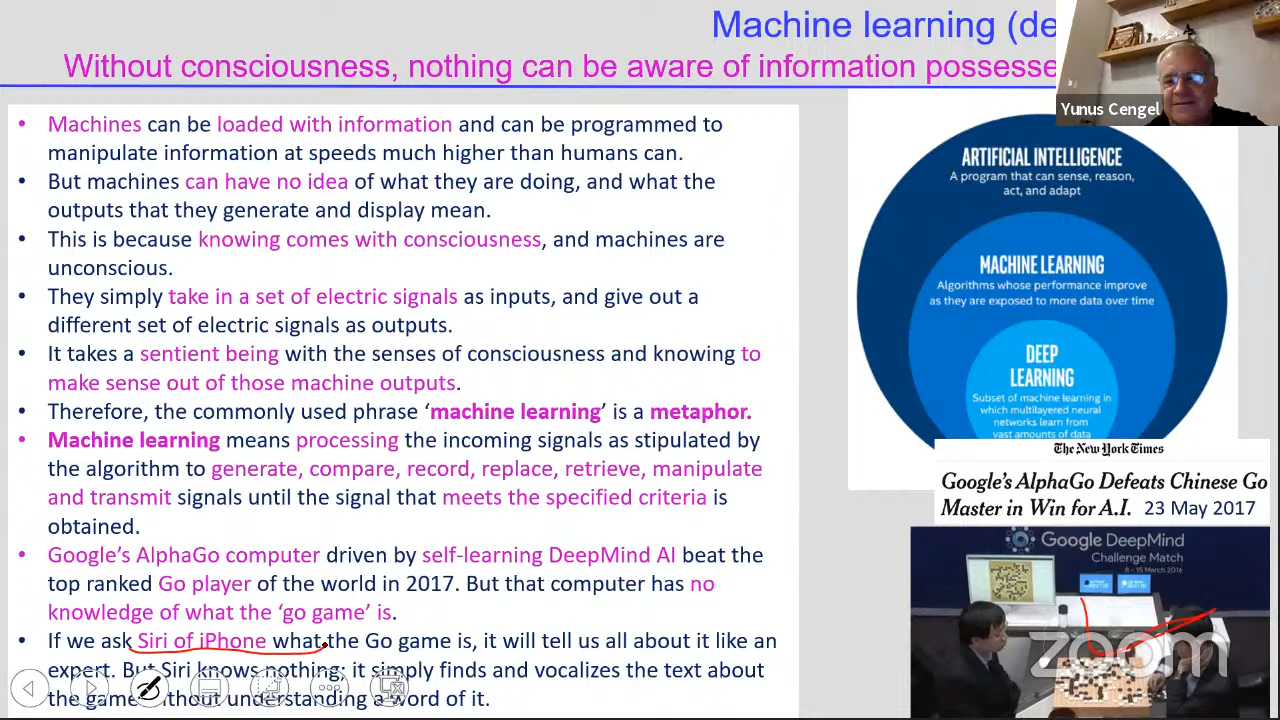 Machine learning (de
Without consciousness, nothing can be aware of information possesse
Yunus Cengel
• Machines can be loaded with information and can be programmed to
manipulate information at speeds much higher than humans can.
• But machines can have no idea of what they are doing, and what the
outputs that they generate and display mean.
• This is because knowing comes with consciousness, and machines are
unconscious.
• They simply take in a set of electric signals as inputs, and give out a
different set of electric signals as outputs.
• It takes a sentient being with the senses of consciousness and knowing to
make sense out of those machine outputs.
• Therefore, the commonly used phrase ‘machine learning’ is a metaphor.
• Machine learning means processing the incoming signals as stipulated by
the algorithm to generate, compare, record, replace, retrieve, manipulate
and transmit signals until the signal that meets the specified criteria is
obtained.
• Google’s AlphaGo computer driven by self-learning DeepMind AI beat the
top ranked Go player of the world in 2017. But that computer has no
knowledge of what the ‘go game’ is.
• If we ask Siri of iPhone what the Go game is, it will tell us all about it like an
expert. But Siri knows nothing; it simply finds and vocalizes the text about
the game without understanding a word of it.
ARTIFICIAL INTELLIGENCE
A program that can sense, reason,
act, and adapt
MACHINE LEARNING
Algorithms whose performance improve
as they are exposed to more data over time
DEEP
LEARNING
Subset of machine learning in
which multilayered neural
networks learn from
vast amounts of data
The New York Times
Google’s AlphaGo Defeats Chinese Go
Master in Win for A.I. 23 May 2017
Google DeepMind
Challenge Match
8 - 15 March 2016
zoom